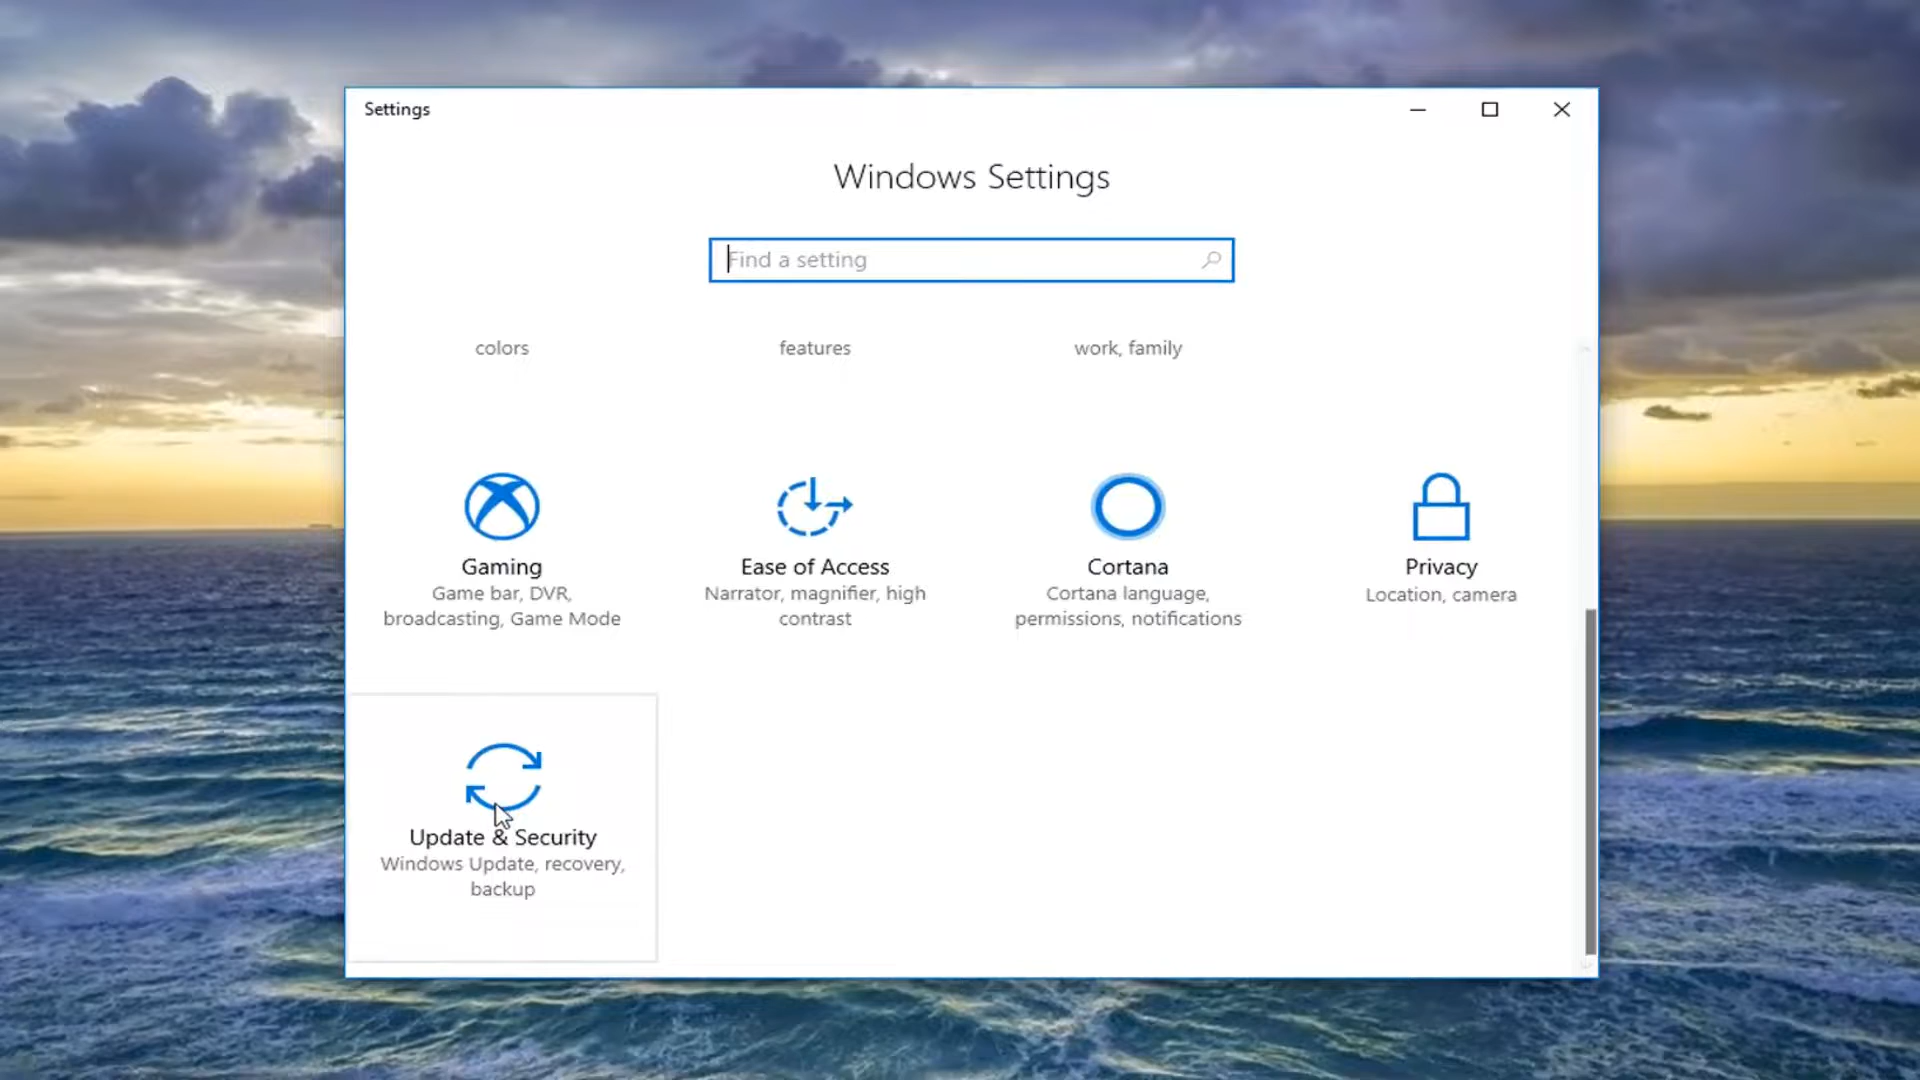 Settings
Windows Settings
Find a setting
colors
features
work, family
Gaming
Game bar, DVR,
broadcasting, Game Mode
Ease of Access
Narrator, magnifier, high
contrast
Cortana
Cortana language,
permissions, notifications
Privacy
Location, camera
Update & Security
Windows Update, recovery,
backup